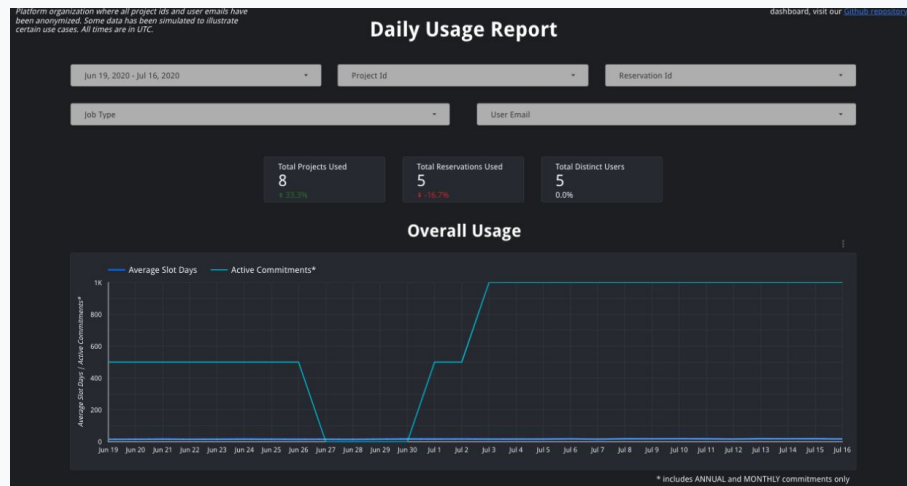 Platform organization where all project ids and user emails have
been anonymized. Some data has been simulated to illustrate
certain use cases. All times are in UTC.
dashboard, visit our Github repository
Daily Usage Report
Jun 19, 2020 - Jul 16, 2020
Project Id
Reservation Id
Job Type
User Email
Total Projects Used
8
33.3%
Total Reservations Used
5
-16.7%
Total Distinct Users
5
0.0%
Overall Usage
Average Slot Days
Active Commitments*
Average Slot Days | Active Commitments*
1K
800
600
400
200
0
Jun 19 Jun 20 Jun 21 Jun 22 Jun 23 Jun 24 Jun 25 Jun 26 Jun 27 Jun 28 Jun 29 Jun 30 Jul 1 Jul 2 Jul 3 Jul 4 Jul 5 Jul 6 Jul 7 Jul 8 Jul 9 Jul 10 Jul 11 Jul 12 Jul 13 Jul 14 Jul 15 Jul 16
* includes ANNUAL and MONTHLY commitments only